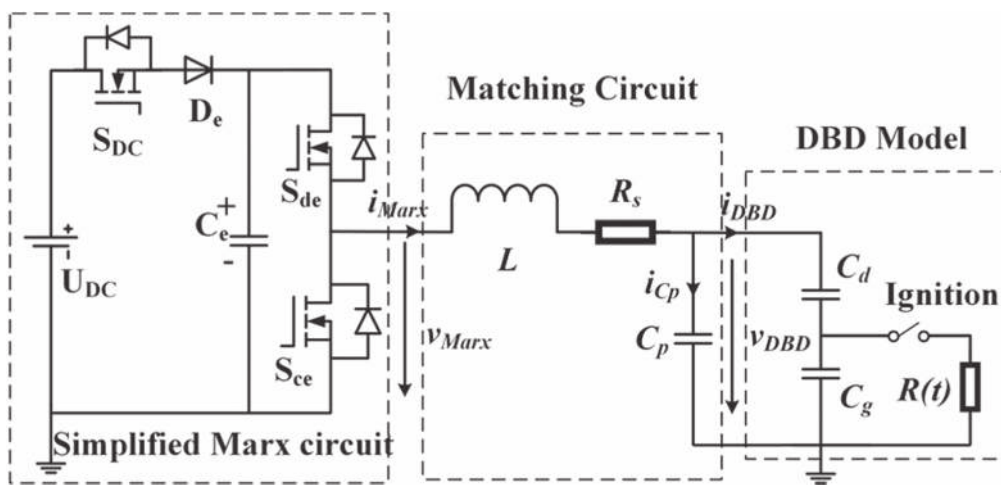 Matching Circuit
DBD Model
S_DC
D_e
S_de
C_e
+
-
+
U_DC
S_ce
i_Marx
v_Marx
L
R_s
i_DBD
i_Cp
C_p
v_DBD
C_d
Ignition
C_g
R(t)
Simplified Marx circuit